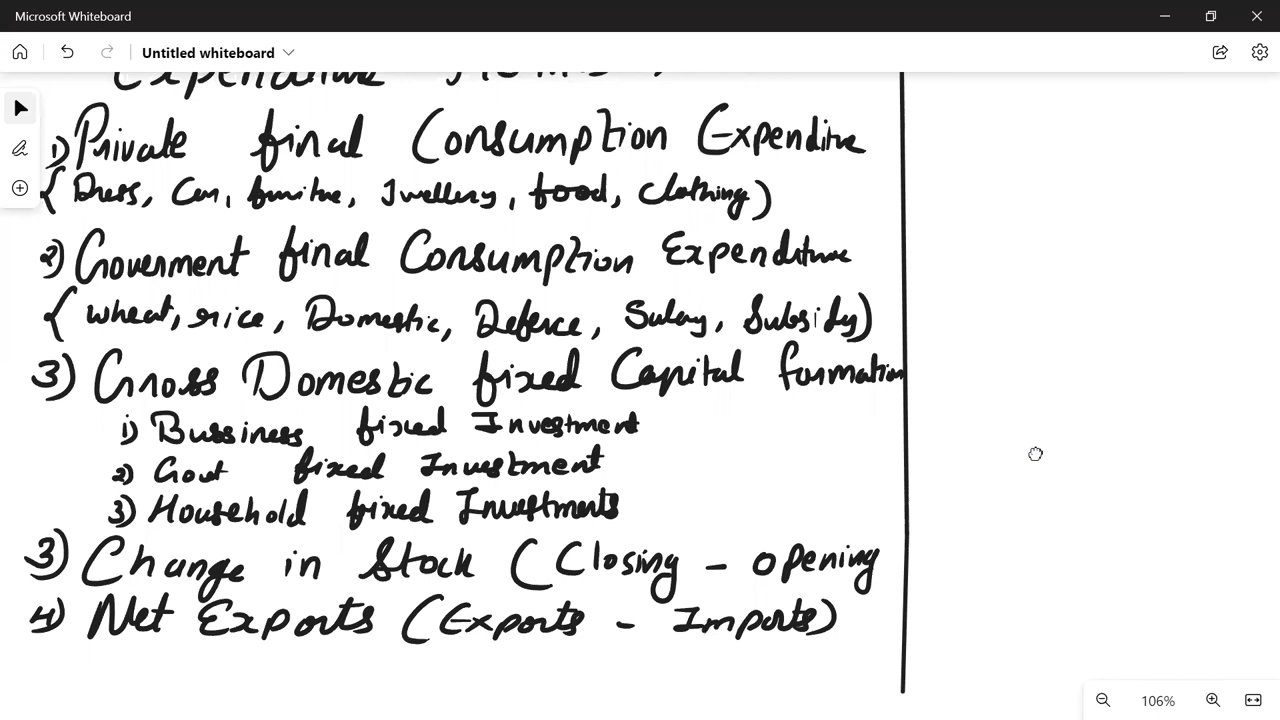 Microsoft Whiteboard
Untitled whiteboard
Expenditure Items
1) Private final Consumption Expenditure
( Dress, Car, furniture, Jwellery, food, Clothing)
2) Government final Consumption Expenditure
( wheat, rice, Domestic, Defence, Salary, Subsidy)
3) Gross Domestic fixed Capital formation
1) Bussiness fixed Investment
2) Govt fixed Investment
3) Household fixed Investments
3) Change in Stock ( Closing - opening
4) Net Exports ( Exports - Imports)
106%